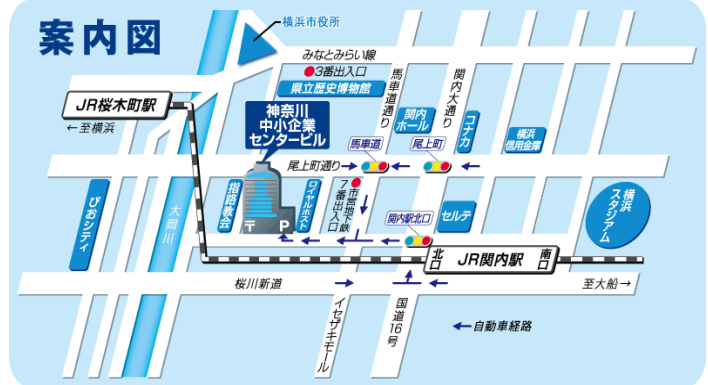 案内図
横浜市役所
みなとみらい線
3番出入口
県立歴史博物館
馬車道通り
関内大通り
JR桜木町駅
←至横浜
神奈川
中小企業
センタービル
関内
ホール
コナカ
横浜
信用金庫
馬車道
尾上町
尾上町通り
ぴおシティ
大岡川
指路教会
〒
P
ロイヤルホスト
市営地下鉄
7番出入口
関内駅北口
セルテ
横浜
スタジアム
北口
JR関内駅
南口
桜川新道
イセザキモール
国道16号
至大船→
←自動車経路